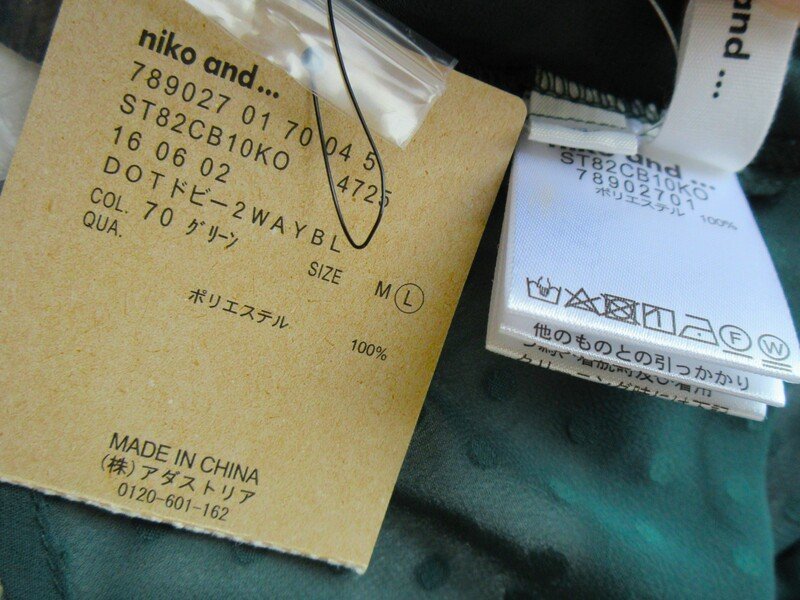 niko and...
789027 01 70 04 5
ST82CB10KO 4725
16 06 02
DOTドビー2WAYBL
COL. 70 グリーン
QUA. SIZE M L
ポリエステル 100%
MADE IN CHINA
(株)アダストリア
0120-601-162
and ...
niko and...
ST82CB10KO
78902701
ポリエステル 100%
F W
他のものとの引っかかり